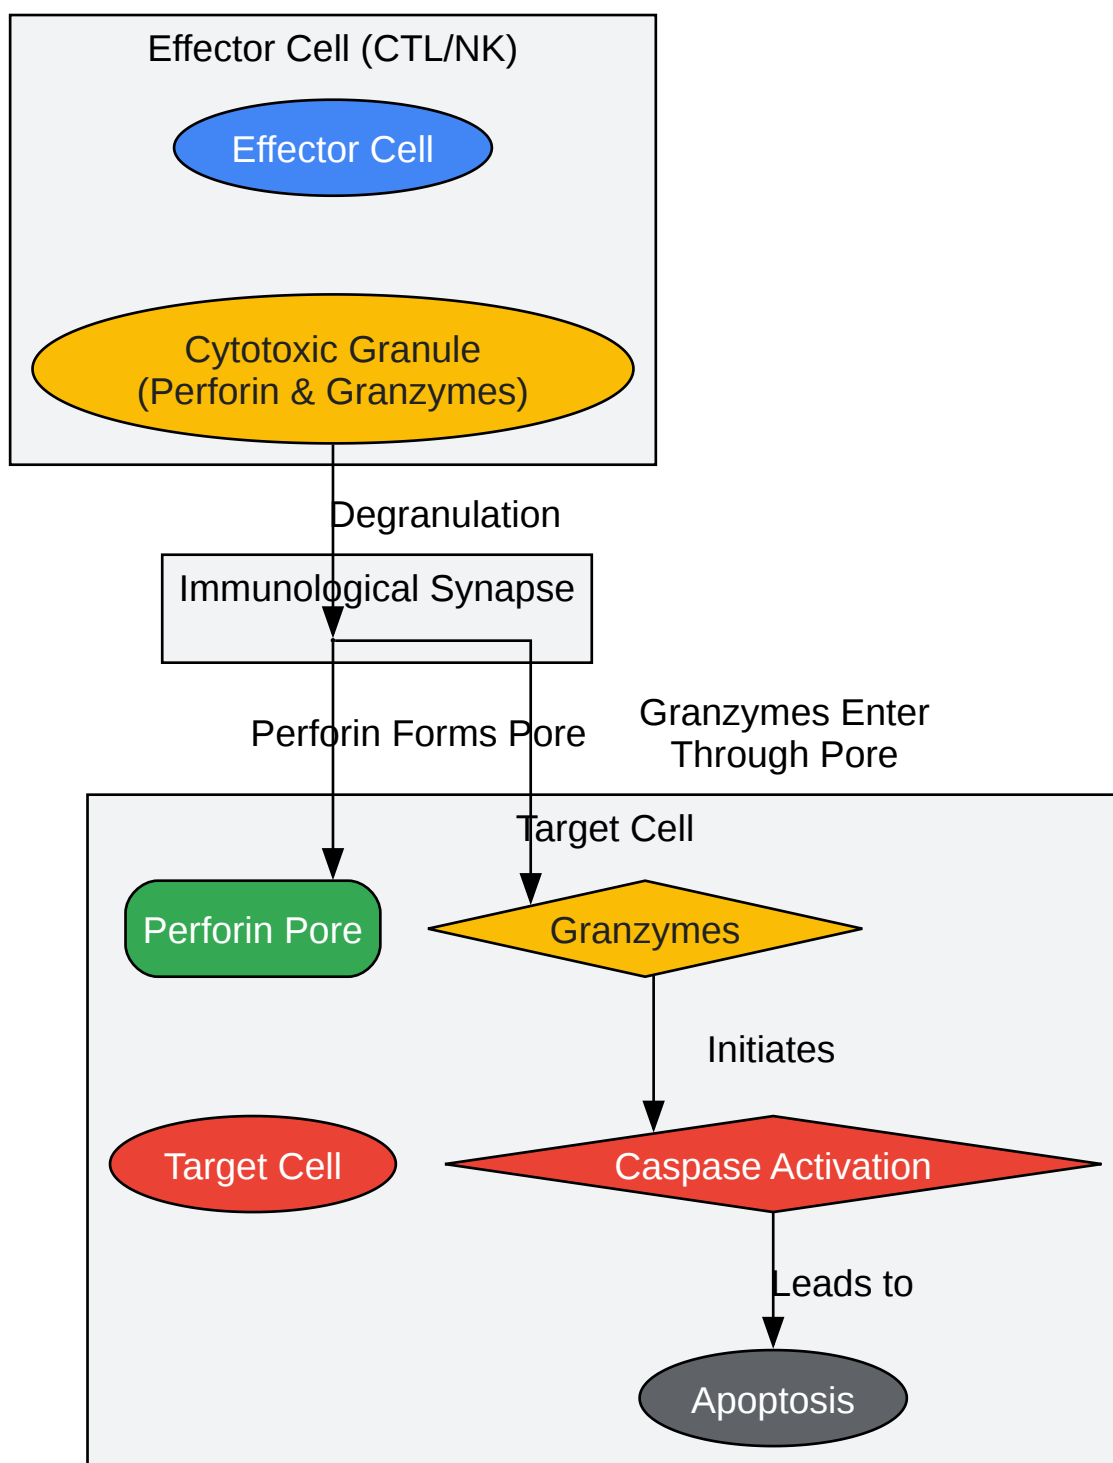 Effector Cell (CTL/NK)
Effector Cell
Cytotoxic Granule
(Perforin & Granzymes)
Degranulation
Immunological Synapse
Perforin Forms Pore
Granzymes Enter
Through Pore
Target Cell
Perforin Pore
Granzymes
Initiates
Target Cell
Caspase Activation
Leads to
Apoptosis